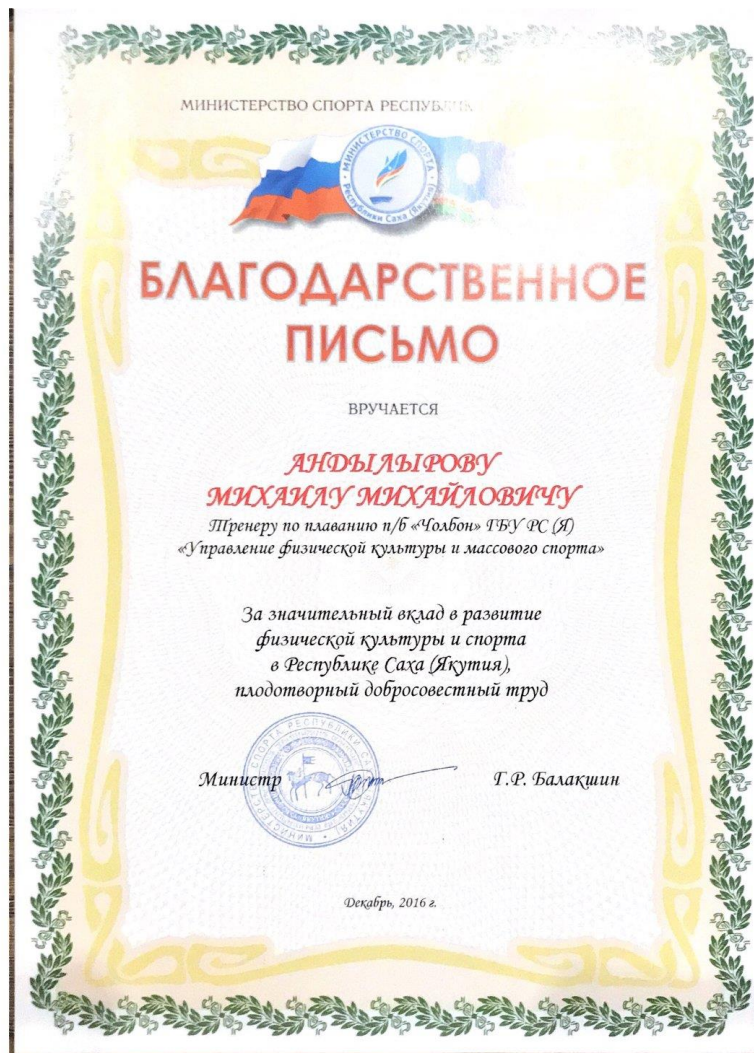 МИНИСТЕРСТВО СПОРТА
МИНИСТЕРСТВО СПОРТА
Республики Саха (Якутия)
БЛАГОДАРСТВЕННОЕ
ПИСЬМО
ВРУЧАЕТСЯ
АНДЫЛЫРОВУ
МИХАИЛУ МИХАЙЛОВИЧУ
Тренеру по плаванию п/б «Чолбон» ГБУ РС (Я)
«Управление физической культуры и массового спорта»
За значительный вклад в развитие
физической культуры и спорта
в Республике Саха (Якутия),
плодотворный добросовестный труд
Министр
Г.Р. Балакшин
Декабрь, 2016 г.